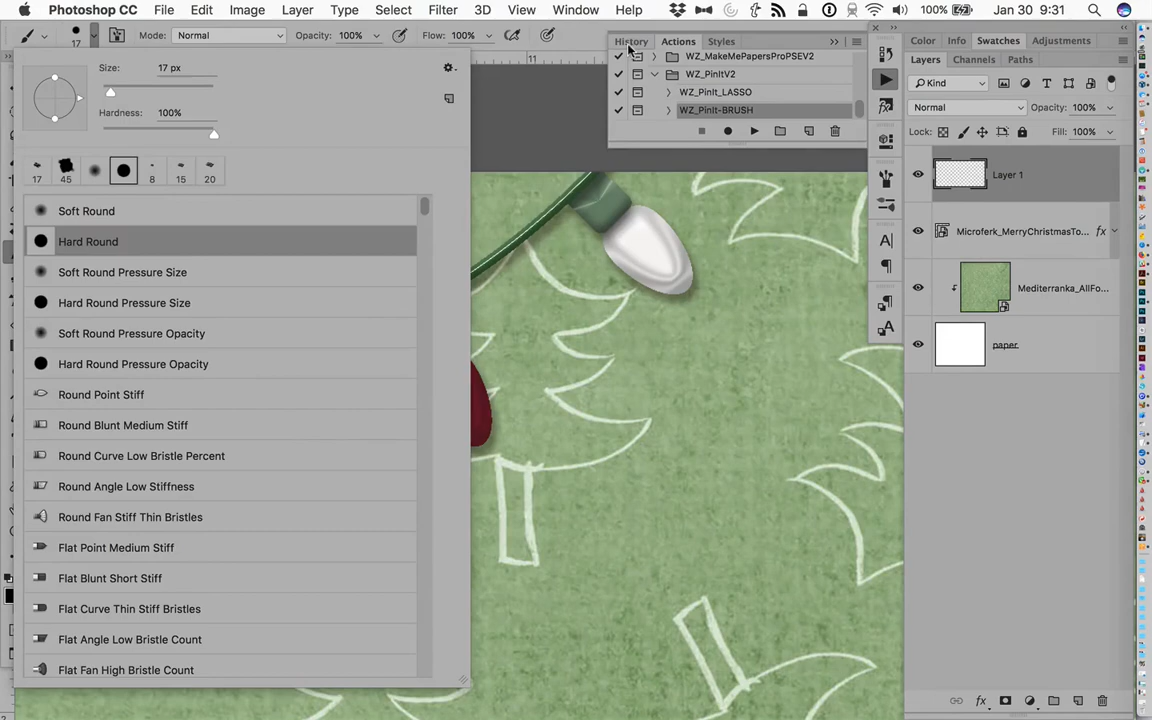 Photoshop CC File Edit Image Layer Type Select Filter 3D View Window Help 100% Jan 30 9:31
17 Mode: Normal Opacity: 100% Flow: 100%
History Actions Styles
Color Info Swatches Adjustments
Size: 17 px
Hardness: 100%
17 45 8 15 20
Soft Round
Hard Round
Soft Round Pressure Size
Hard Round Pressure Size
Soft Round Pressure Opacity
Hard Round Pressure Opacity
Round Point Stiff
Round Blunt Medium Stiff
Round Curve Low Bristle Percent
Round Angle Low Stiffness
Round Fan Stiff Thin Bristles
Flat Point Medium Stiff
Flat Blunt Short Stiff
Flat Curve Thin Stiff Bristles
Flat Angle Low Bristle Count
Flat Fan High Bristle Count
11
WZ_MakeMePapersProPSEV2
WZ_PinItV2
WZ_PinIt_LASSO
WZ_PinIt-BRUSH
Layers Channels Paths
Kind
Normal Opacity: 100%
Lock: Fill: 100%
Layer 1
Microferk_MerryChristmasTo... fx
Mediterranka_AllFo...
paper
fx